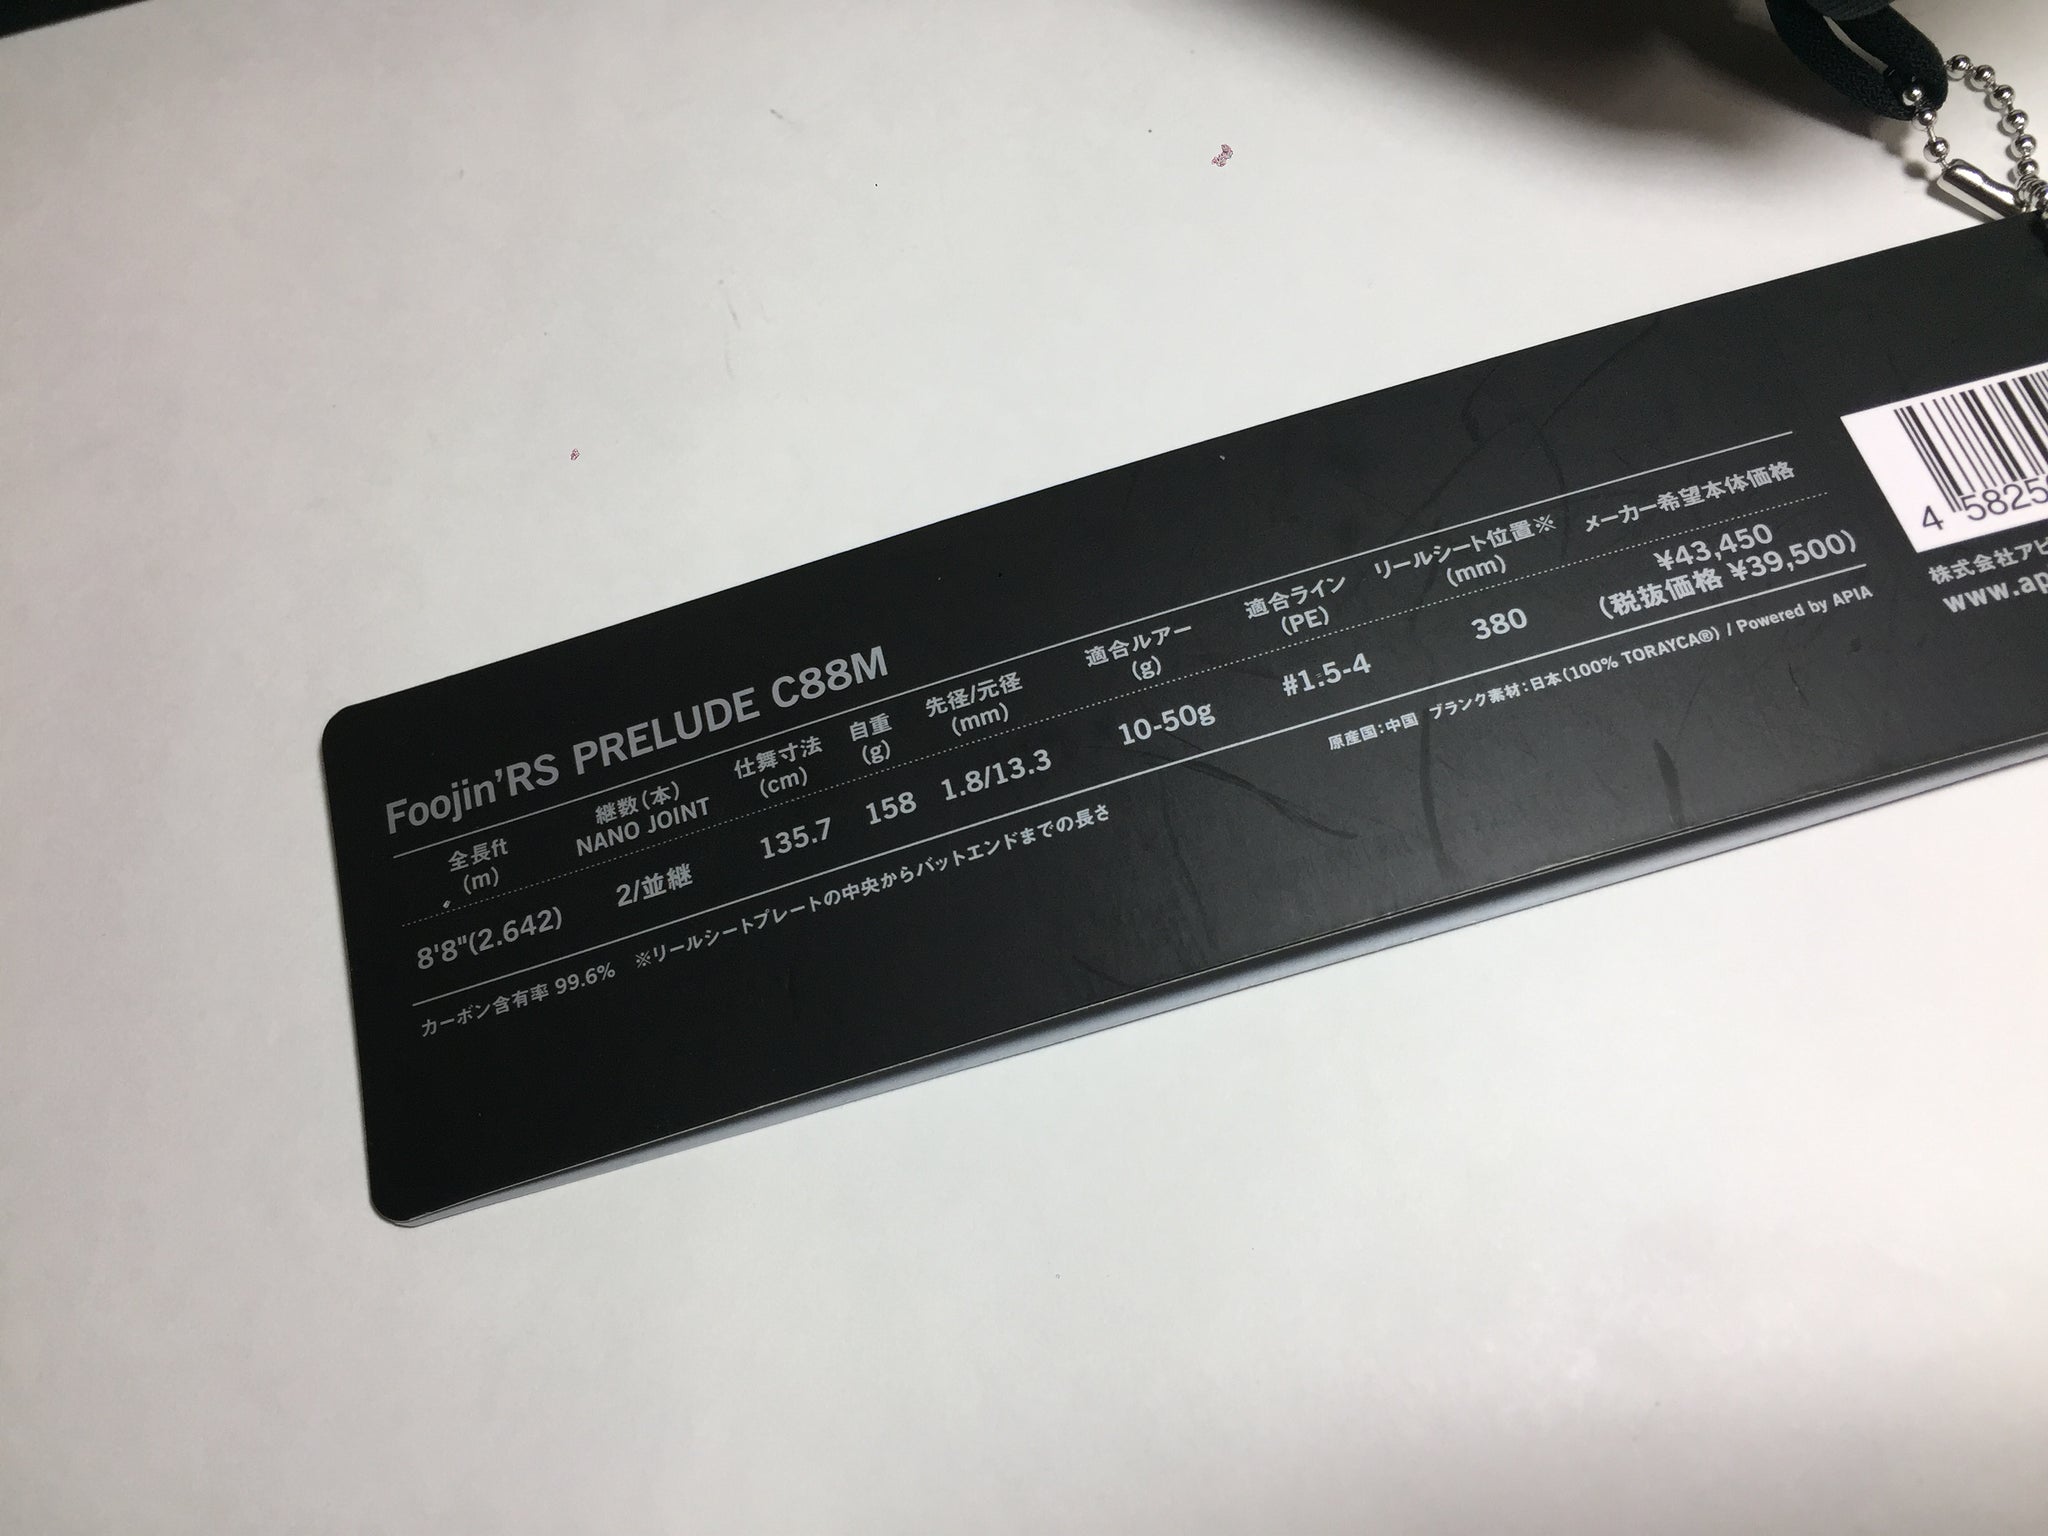 Foojin'RS PRELUDE C88M
全長ft
(m)
継数(本)
NANO JOINT
仕舞寸法
(cm)
自重
(g)
先径/元径
(mm)
適合ルアー
(g)
適合ライン
(PE)
リールシート位置※
(mm)
メーカー希望本体価格
8'8"(2.642)
2/並継
135.7
158
1.8/13.3
10-50g
#1.5-4
380
¥43,450
(税抜価格 ¥39,500)
カーボン含有率 99.6% ※リールシートプレートの中央からバットエンドまでの長さ
原産国:中国 ブランク素材:日本(100% TORAYCA®) / Powered by APIA
4 5825
株式会社アピ
www.ap